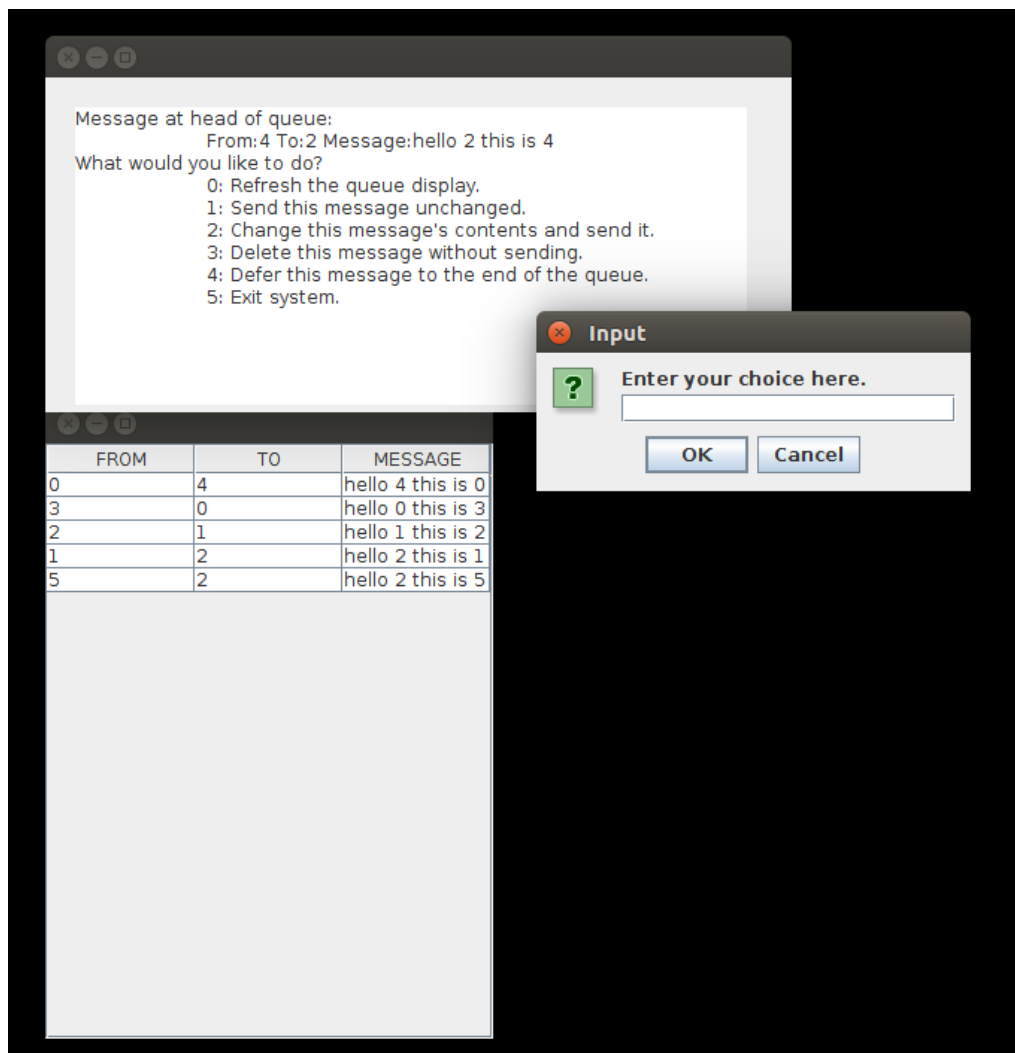 Message at head of queue:
From:4 To:2 Message:hello 2 this is 4
What would you like to do?
0: Refresh the queue display.
1: Send this message unchanged.
2: Change this message's contents and send it.
3: Delete this message without sending.
4: Defer this message to the end of the queue.
5: Exit system.
Input
Enter your choice here.
OK Cancel
FROM TO MESSAGE
0 4 hello 4 this is 0
3 0 hello 0 this is 3
2 1 hello 1 this is 2
1 2 hello 2 this is 1
5 2 hello 2 this is 5